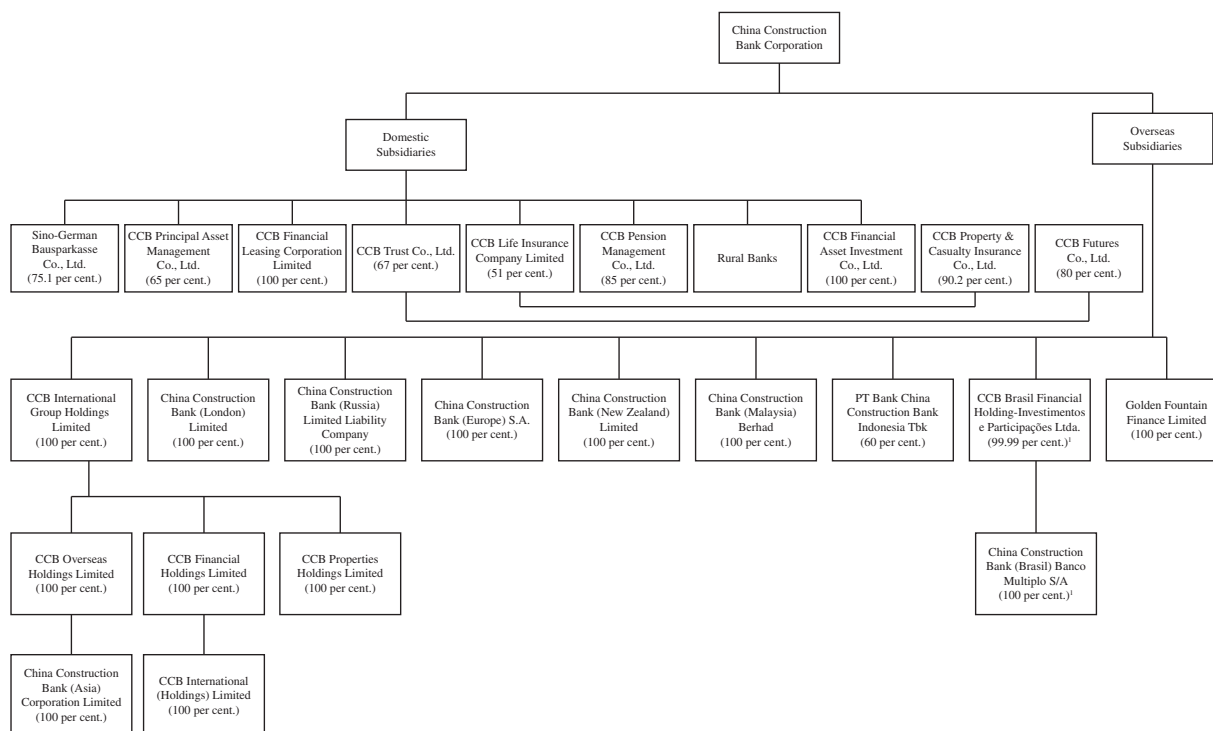 China Construction
Bank Corporation
Domestic
Subsidiaries
Overseas
Subsidiaries
Sino-German
Bausparkasse
Co., Ltd.
(75.1 per cent.)
CCB Principal Asset
Management
Co., Ltd.
(65 per cent.)
CCB Financial
Leasing Corporation
Limited
(100 per cent.)
CCB Trust Co., Ltd.
(67 per cent.)
CCB Life Insurance
Company Limited
(51 per cent.)
CCB Pension
Management
Co., Ltd.
(85 per cent.)
Rural Banks
CCB Financial
Asset Investment
Co., Ltd.
(100 per cent.)
CCB Property &
Casualty Insurance
Co., Ltd.
(90.2 per cent.)
CCB Futures
Co., Ltd.
(80 per cent.)
CCB International
Group Holdings
Limited
(100 per cent.)
China Construction
Bank (London)
Limited
(100 per cent.)
China Construction
Bank (Russia)
Limited Liability
Company
(100 per cent.)
China Construction
Bank (Europe) S.A.
(100 per cent.)
China Construction
Bank (New Zealand)
Limited
(100 per cent.)
China Construction
Bank (Malaysia)
Berhad
(100 per cent.)
PT Bank China
Construction Bank
Indonesia Tbk
(60 per cent.)
CCB Brasil Financial
Holding-Investimentos
e Participações Ltda.
(99.99 per cent.)¹
Golden Fountain
Finance Limited
(100 per cent.)
CCB Overseas
Holdings Limited
(100 per cent.)
CCB Financial
Holdings Limited
(100 per cent.)
CCB Properties
Holdings Limited
(100 per cent.)
China Construction
Bank (Brasil) Banco
Multiplo S/A
(100 per cent.)¹
China Construction
Bank (Asia)
Corporation Limited
(100 per cent.)
CCB International
(Holdings) Limited
(100 per cent.)